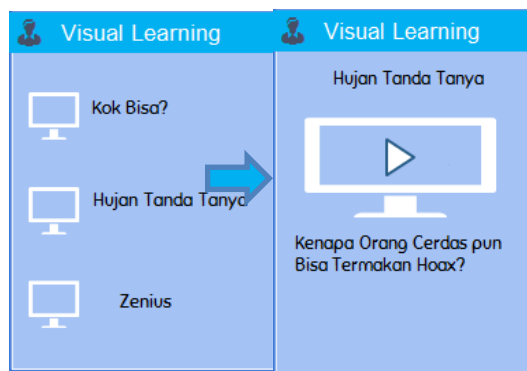 Visual Learning
Kok Bisa?
Hujan Tanda Tanya
Zenius
Visual Learning
Hujan Tanda Tanya
Kenapa Orang Cerdas pun
Bisa Termakan Hoax?